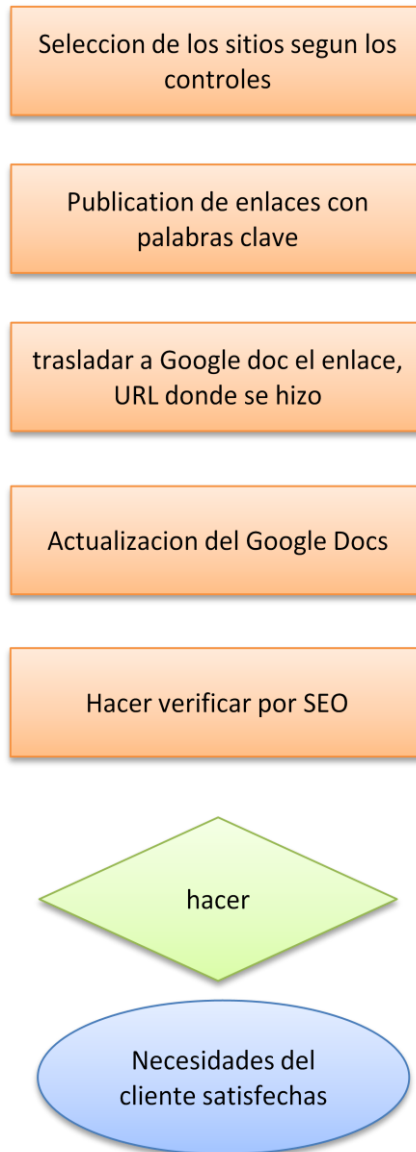 Seleccion de los sitios segun los
controles
Publication de enlaces con
palabras clave
trasladar a Google doc el enlace,
URL donde se hizo
Actualizacion del Google Docs
Hacer verificar por SEO
hacer
Necesidades del
cliente satisfechas